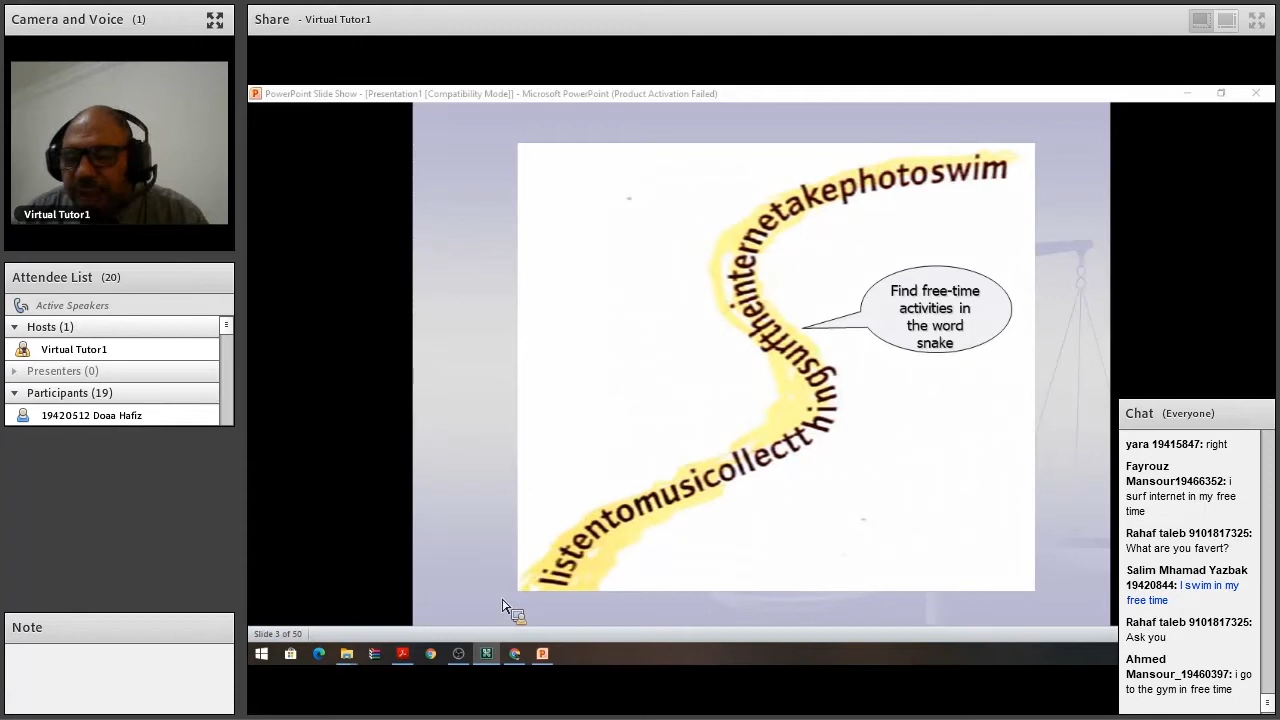 Camera and Voice (1)
Virtual Tutor1
Attendee List (20)
Active Speakers
Hosts (1)
Virtual Tutor1
Presenters (0)
Participants (19)
19420512 Doaa Hafiz
Note
Share - Virtual Tutor1
PowerPoint Slide Show - [Presentation1 [Compatibility Mode]] - Microsoft PowerPoint (Product Activation Failed)
listentomusicollectthingsurftheinternetakephotoswim
Find free-time
activities in
the word
snake
Slide 3 of 50
Chat (Everyone)
yara 19415847: right
Fayrouz
Mansour19466352: i
surf internet in my free
time
Rahaf taleb 9101817325:
What are you favert?
Salim Mhamad Yazbak
19420844: I swim in my
free time
Rahaf taleb 9101817325:
Ask you
Ahmed
Mansour_19460397: i go
to the gym in free time